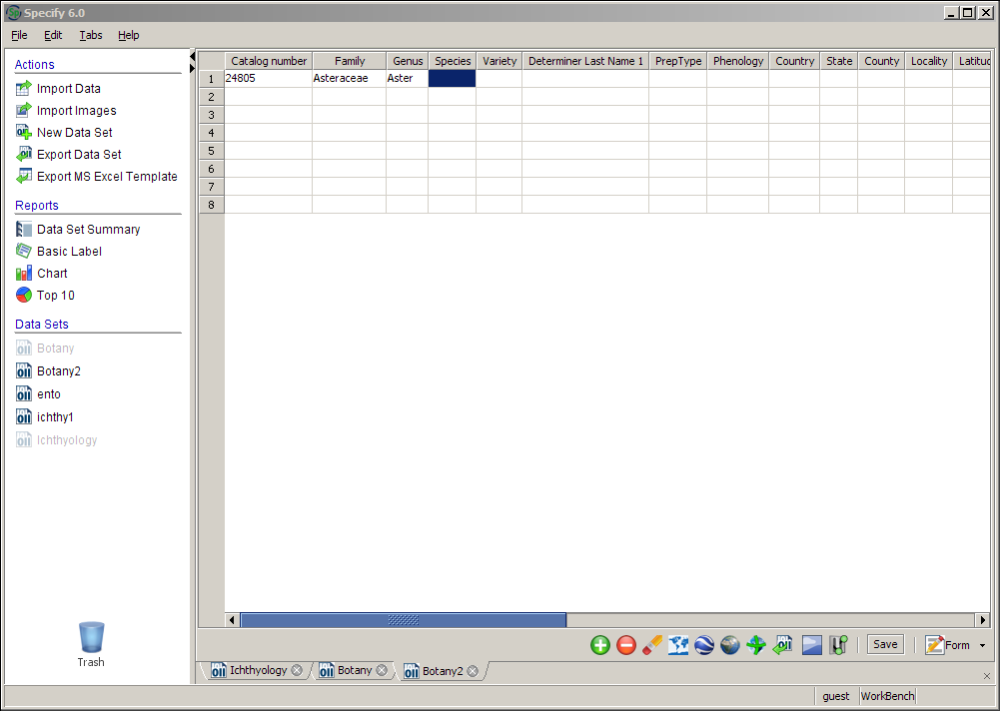 Specify 6.0
File Edit Tabs Help
Actions
Import Data
Import Images
New Data Set
Export Data Set
Export MS Excel Template
Reports
Data Set Summary
Basic Label
Chart
Top 10
Data Sets
Botany
Botany2
ento
ichthy1
Ichthyology
Trash
Catalog number Family Genus Species Variety Determiner Last Name 1 PrepType Phenology Country State County Locality Latitud
1 24805 Asteraceae Aster
2
3
4
5
6
7
8
Save Form
Ichthyology Botany Botany2
guest WorkBench